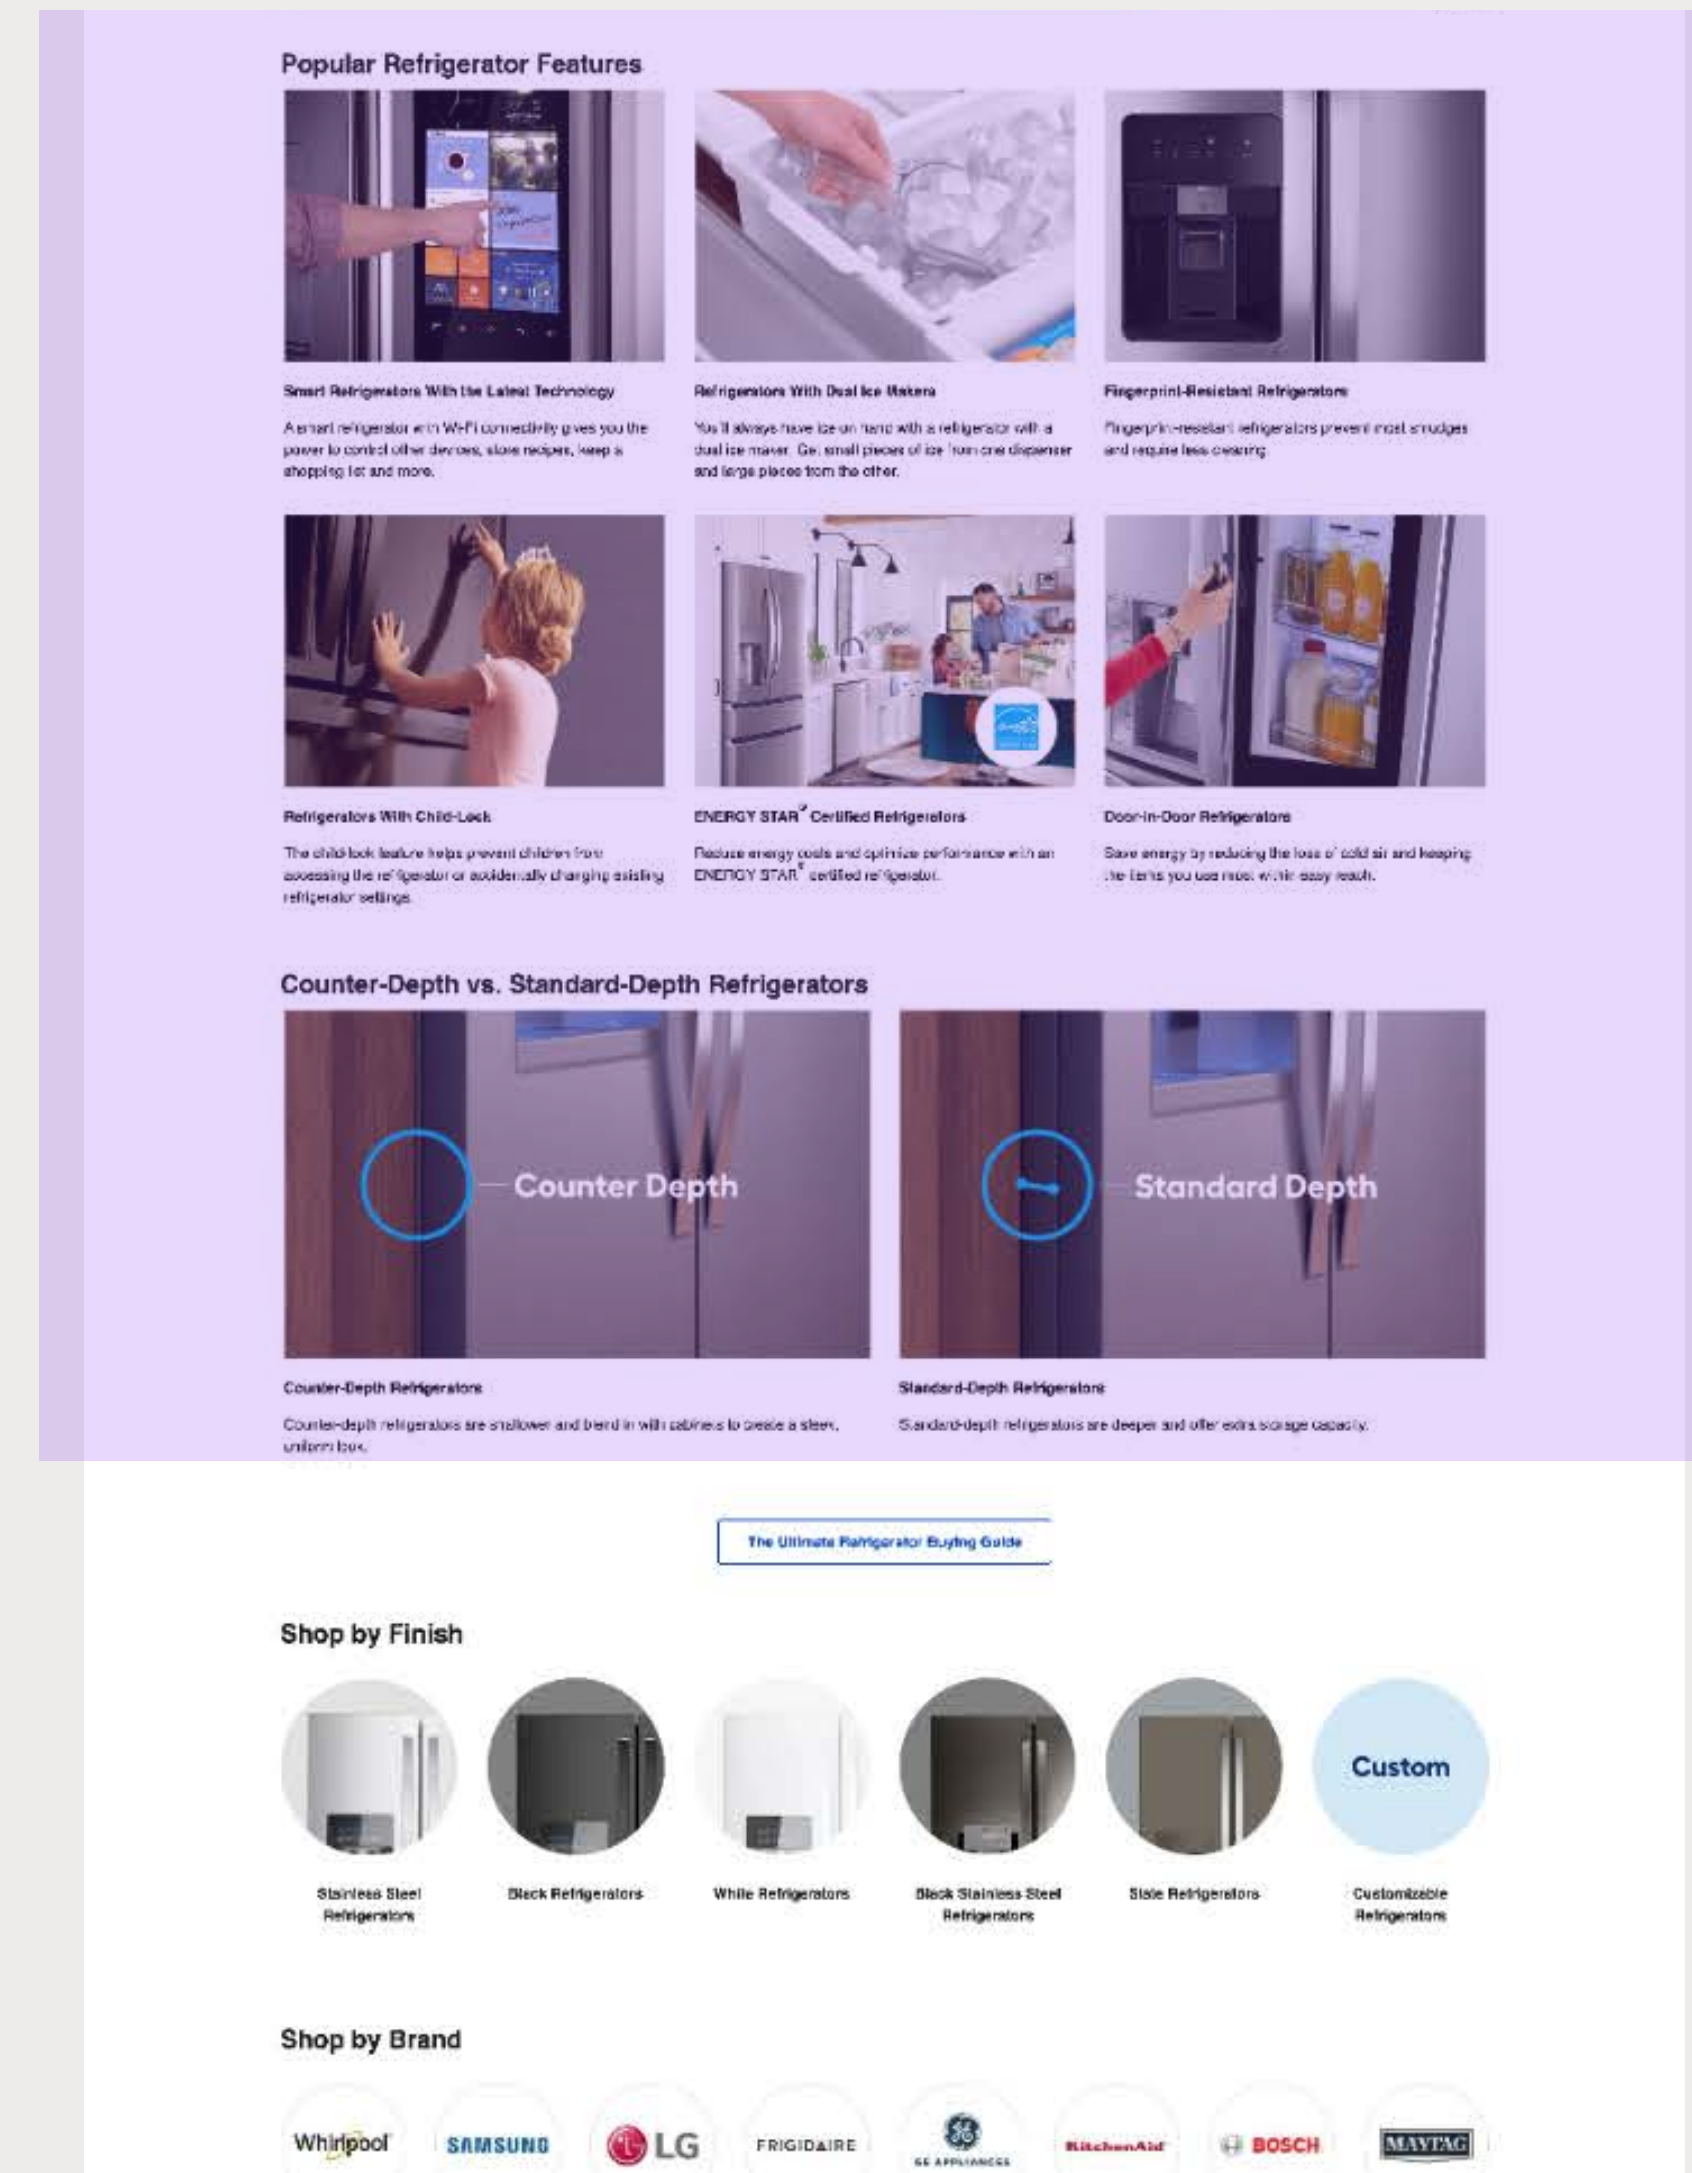 Popular Refrigerator Features
Smart Refrigerators With the Latest Technology
Refrigerators With Dual Ice Makers
Fingerprint-Resistant Refrigerators
A smart refrigerator with Wi-Fi connectivity gives you the
power to control other devices, store recipes, keep a
shopping list and more.
You'll always have ice on hand with a refrigerator with a
dual ice maker. Get small pieces of ice from one dispenser
and large pieces from the other.
Fingerprint-resistant refrigerators prevent most smudges
and require less cleaning.
Refrigerators With Child-Lock
ENERGY STAR® Certified Refrigerators
Door-in-Door Refrigerators
The child-lock feature helps prevent children from
accessing the refrigerator or accidentally changing existing
refrigerator settings.
Reduce energy costs and optimize performance with an
ENERGY STAR® certified refrigerator.
Save energy by reducing the loss of cold air and keeping
the items you use most within easy reach.
Counter-Depth vs. Standard-Depth Refrigerators
Counter Depth
Standard Depth
Counter-Depth Refrigerators
Standard-Depth Refrigerators
Counter-depth refrigerators are shallower and blend in with cabinets to create a sleek,
uniform look.
Standard-depth refrigerators are deeper and offer extra storage capacity.
The Ultimate Refrigerator Buying Guide
Shop by Finish
Custom
Stainless Steel
Refrigerators
Black Refrigerators
White Refrigerators
Black Stainless Steel
Refrigerators
Slate Refrigerators
Customizable
Refrigerators
Shop by Brand
Whirlpool
SAMSUNG
LG
FRIGIDAIRE
GE APPLIANCES
KitchenAid
BOSCH
MAYTAG